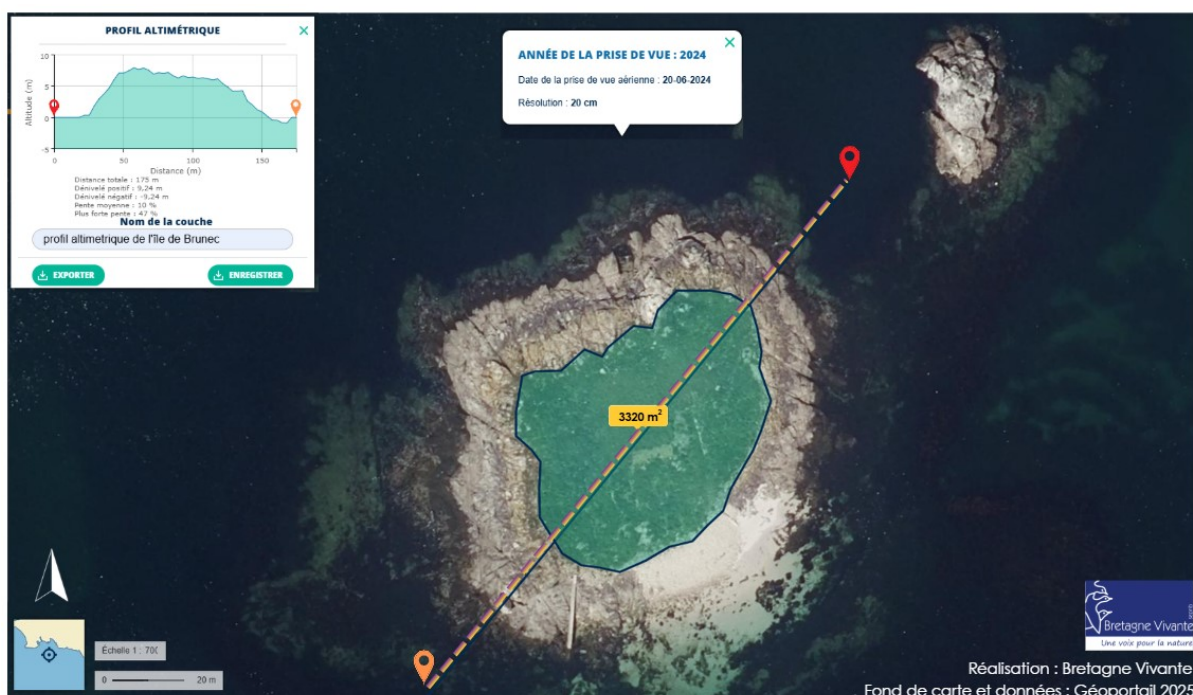 PROFIL ALTIMÉTRIQUE
10
5
0
-5
Altitude (m)
0
50
100
150
Distance (m)
Distance totale : 175 m
Dénivelé positif : 9,24 m
Dénivelé négatif : -9,24 m
Pente moyenne : 10 %
Plus forte pente : 47 %
Nom de la couche
profil altimetrique de l'île de Brunec
EXPORTER
ENREGISTRER
ANNÉE DE LA PRISE DE VUE : 2024
Date de la prise de vue aérienne : 20-06-2024
Résolution : 20 cm
3320 m²
Échelle 1 : 700
0
20 m
Bretagne Vivante
Une voix pour la nature
Réalisation : Bretagne Vivante
Fond de carte et données : Géoportail 2025